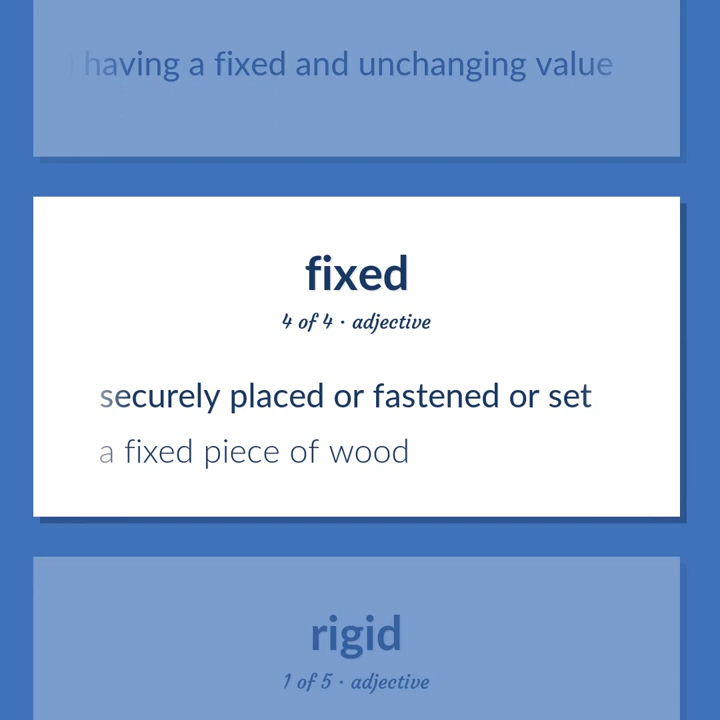 having a fixed and unchanging value
fixed
4 of 4 · adjective
securely placed or fastened or set
a fixed piece of wood
rigid
1 of 5 · adjective